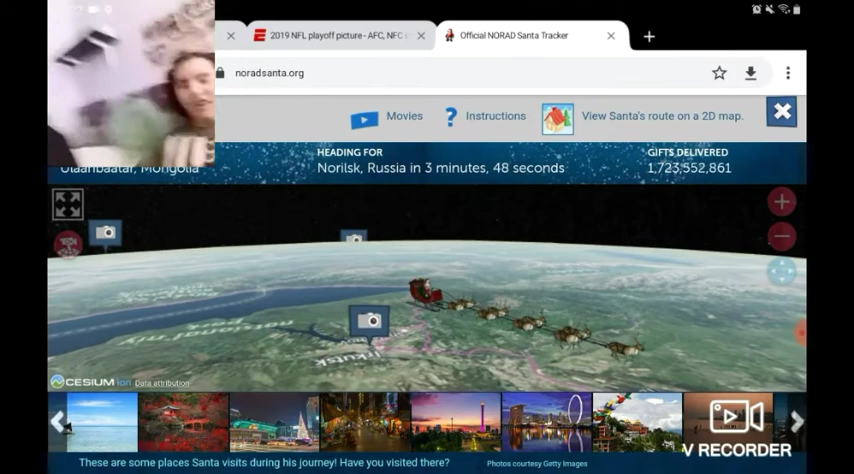 2019 NFL playoff picture - AFC, NFC
Official NORAD Santa Tracker
noradsanta.org
Movies
Instructions
View Santa's route on a 2D map.
Ulaanbaatar, Mongolia
HEADING FOR
Norilsk, Russia in 3 minutes, 48 seconds
GIFTS DELIVERED
1,723,552,861
CESIUM ion Data attribution
V RECORDER
These are some places Santa visits during his journey! Have you visited there?
Photos courtesy Getty Images